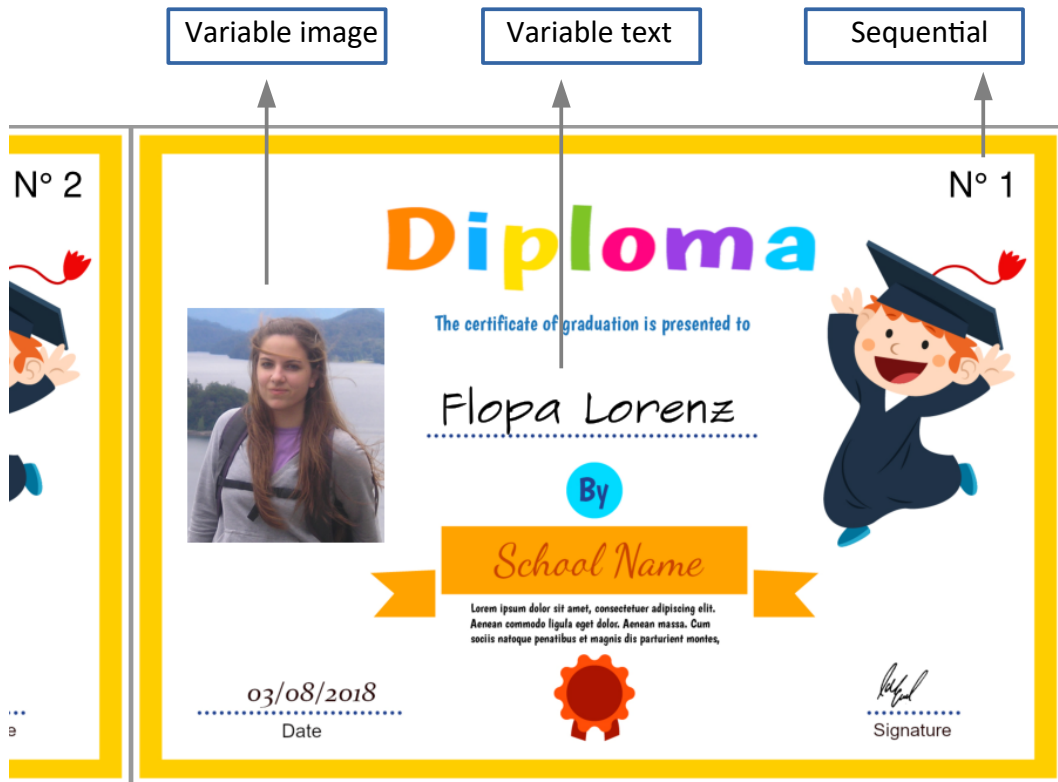 Variable image
Variable text
Sequential
N° 2
N° 1
Diploma
The certificate of graduation is presented to
Flopa Lorenz
By
School Name
Lorem ipsum dolor sit amet, consectetuer adipiscing elit.
Aenean commodo ligula eget dolor. Aenean massa. Cum
sociis natoque penatibus et magnis dis parturient montes,
03/08/2018
Date
Signature
e